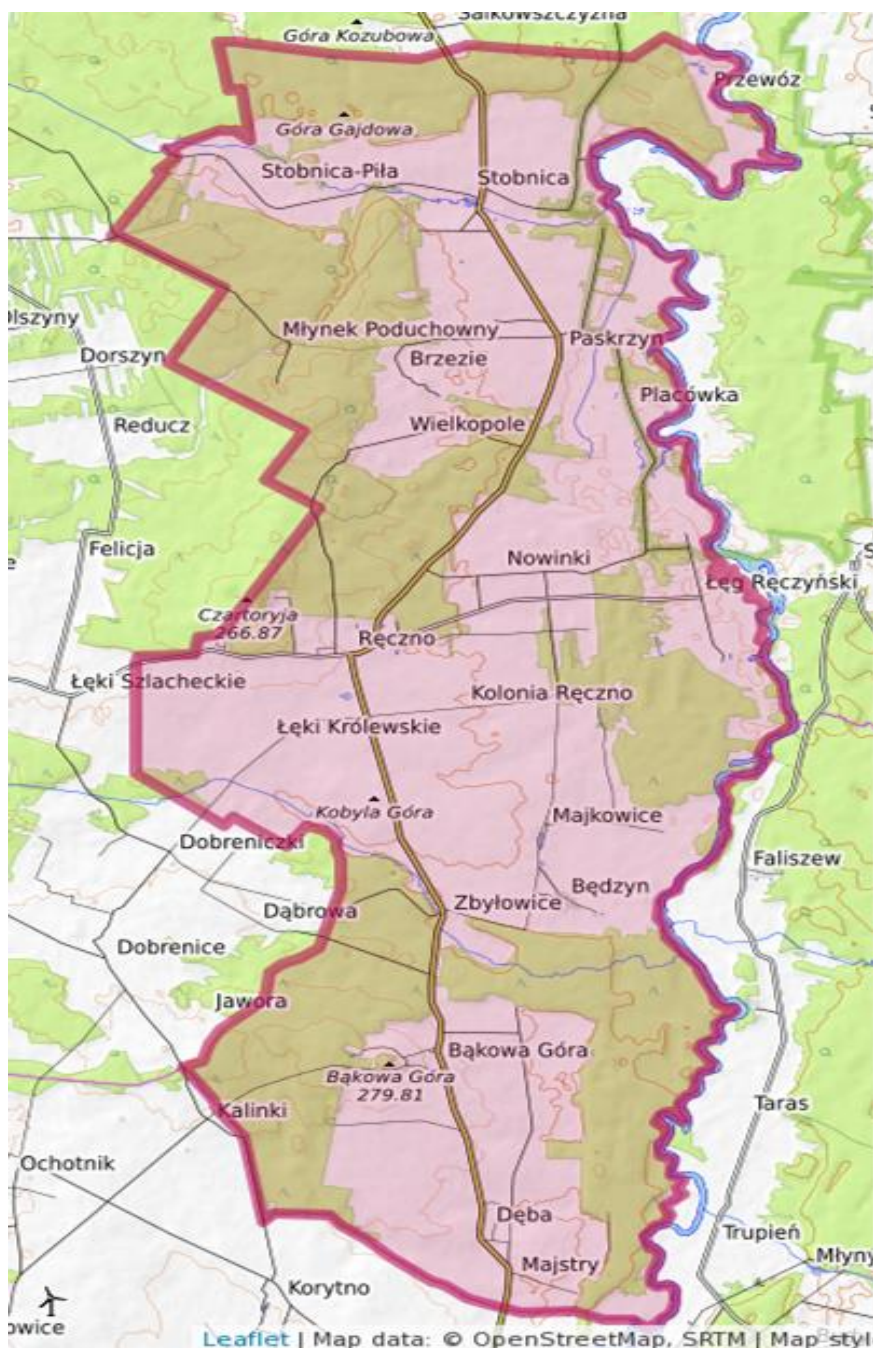 Góra Kozubowa
Przewóz
Góra Gajdowa
Stobnica-Piła
Stobnica
Olszyny
Młynek Poduchowny
Paskrzyn
Dorszyn
Brzezie
Placówka
Reducz
Wielkopole
Felicja
Nowinki
Łęg Ręczyński
Czartoryja
266.87
Ręczno
Łęki Szlacheckie
Kolonia Ręczno
Łęki Królewskie
Kobyla Góra
Majkowice
Dobreniczki
Faliszew
Będzyn
Zbyłowice
Dąbrowa
Dobrenice
Jawora
Bąkowa Góra
Bąkowa Góra
279.81
Taras
Kalinki
Ochotnik
Dęba
Trupień
Młyny
Majstry
Korytno
owice
Leaflet | Map data: © OpenStreetMap, SRTM | Map styl